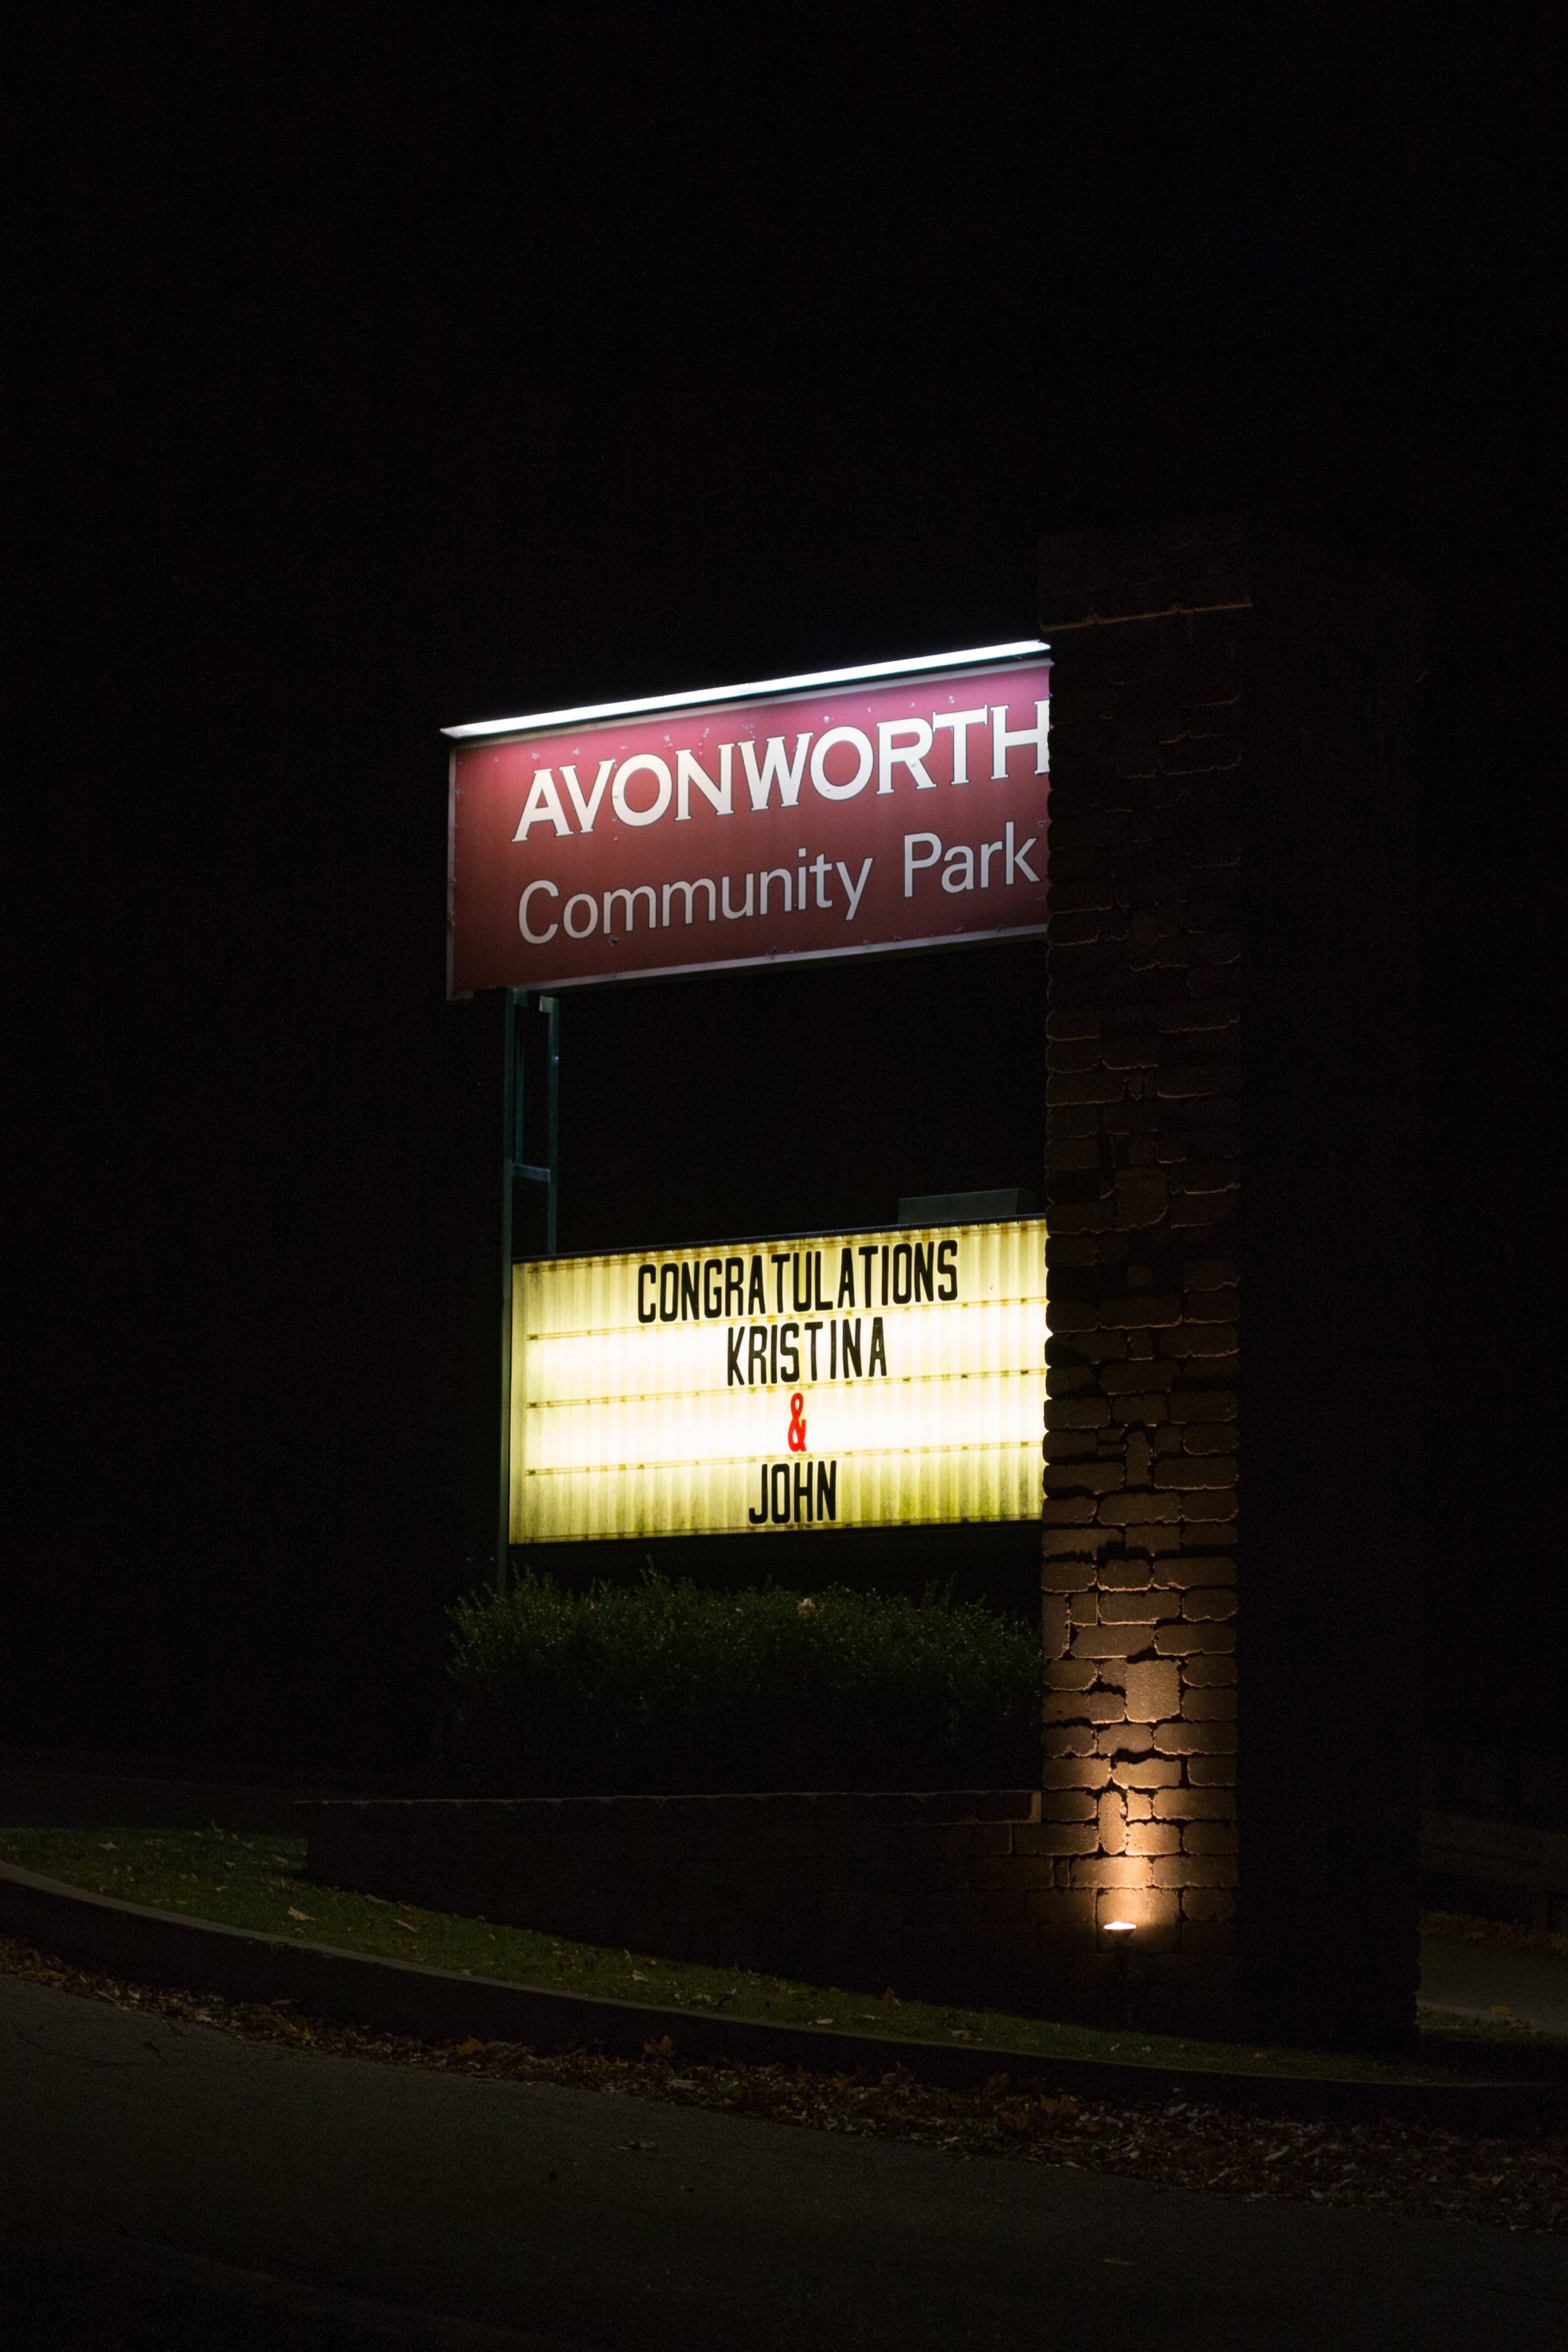 AVONWORTH
Community Park
CONGRATULATIONS
KRISTINA
&
JOHN